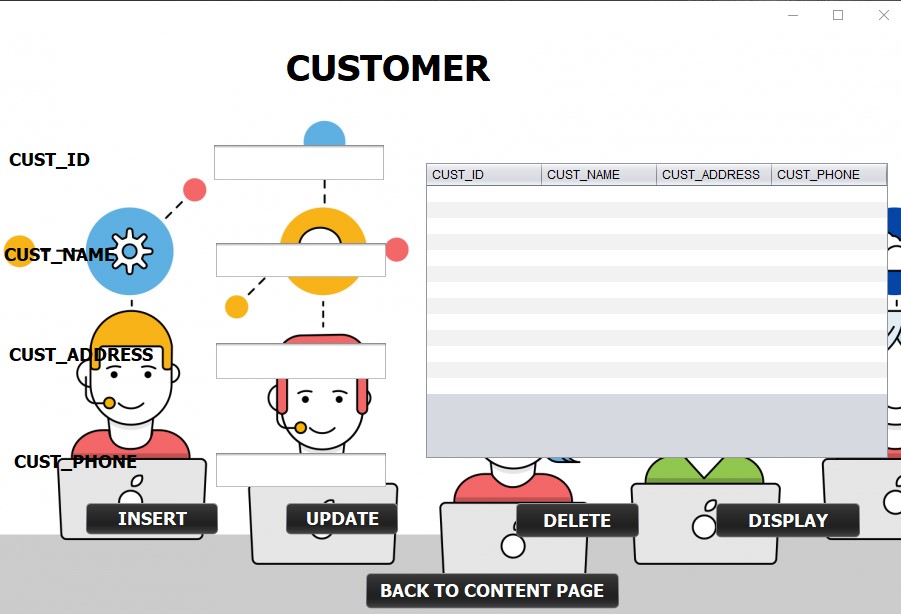 CUSTOMER
CUST_ID
CUST_ID CUST_NAME CUST_ADDRESS CUST_PHONE
CUST_NAME
CUST_ADDRESS
CUST_PHONE
INSERT UPDATE DELETE DISPLAY
BACK TO CONTENT PAGE